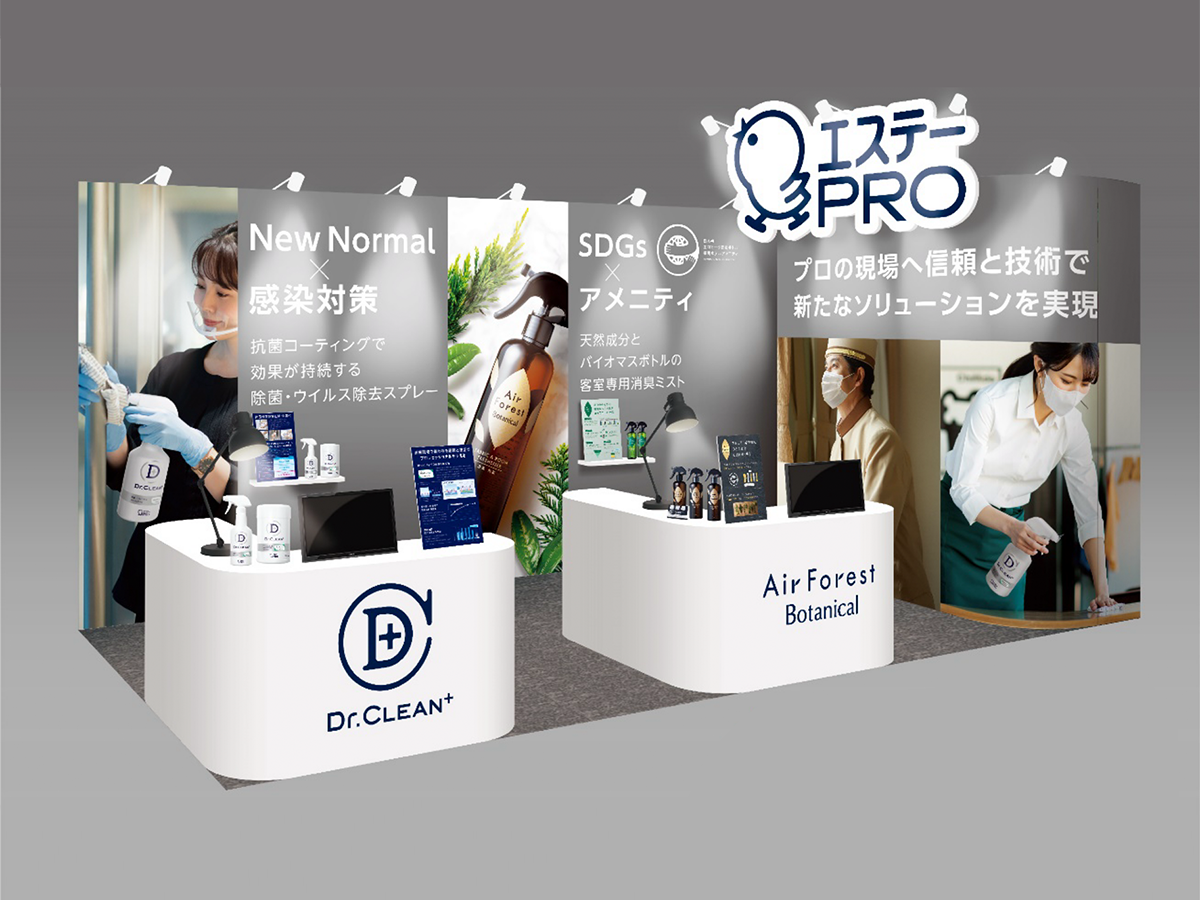 エステー
PRO
New Normal
×
感染対策
抗菌コーティングで
効果が持続する
除菌・ウイルス除去スプレー
SDGs
×
アメニティ
天然成分と
バイオマスボトルの
客室専用消臭ミスト
プロの現場へ信頼と技術で
新たなソリューションを実現
Air
Forest
Botanical
D
Dr.CLEAN+
D+
Dr.CLEAN+
Air Forest
Botanical